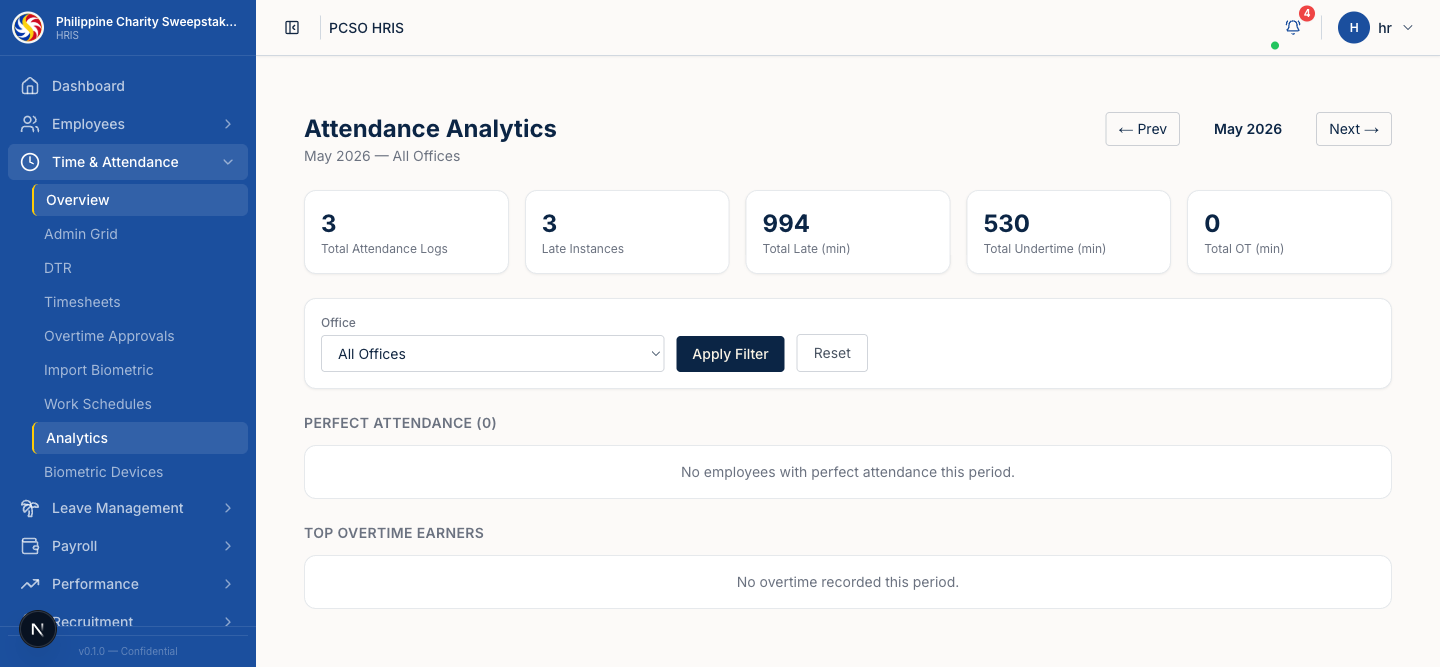 Philippine Charity Sweepstak...
HRIS
Dashboard
Employees
Time & Attendance
Overview
Admin Grid
DTR
Timesheets
Overtime Approvals
Import Biometric
Work Schedules
Analytics
Biometric Devices
Leave Management
Payroll
Performance
Recruitment
N
v0.1.0 — Confidential
PCSO HRIS
4
H
hr
Attendance Analytics
May 2026 — All Offices
← Prev
May 2026
Next →
3
Total Attendance Logs
3
Late Instances
994
Total Late (min)
530
Total Undertime (min)
0
Total OT (min)
Office
All Offices
Apply Filter
Reset
PERFECT ATTENDANCE (0)
No employees with perfect attendance this period.
TOP OVERTIME EARNERS
No overtime recorded this period.